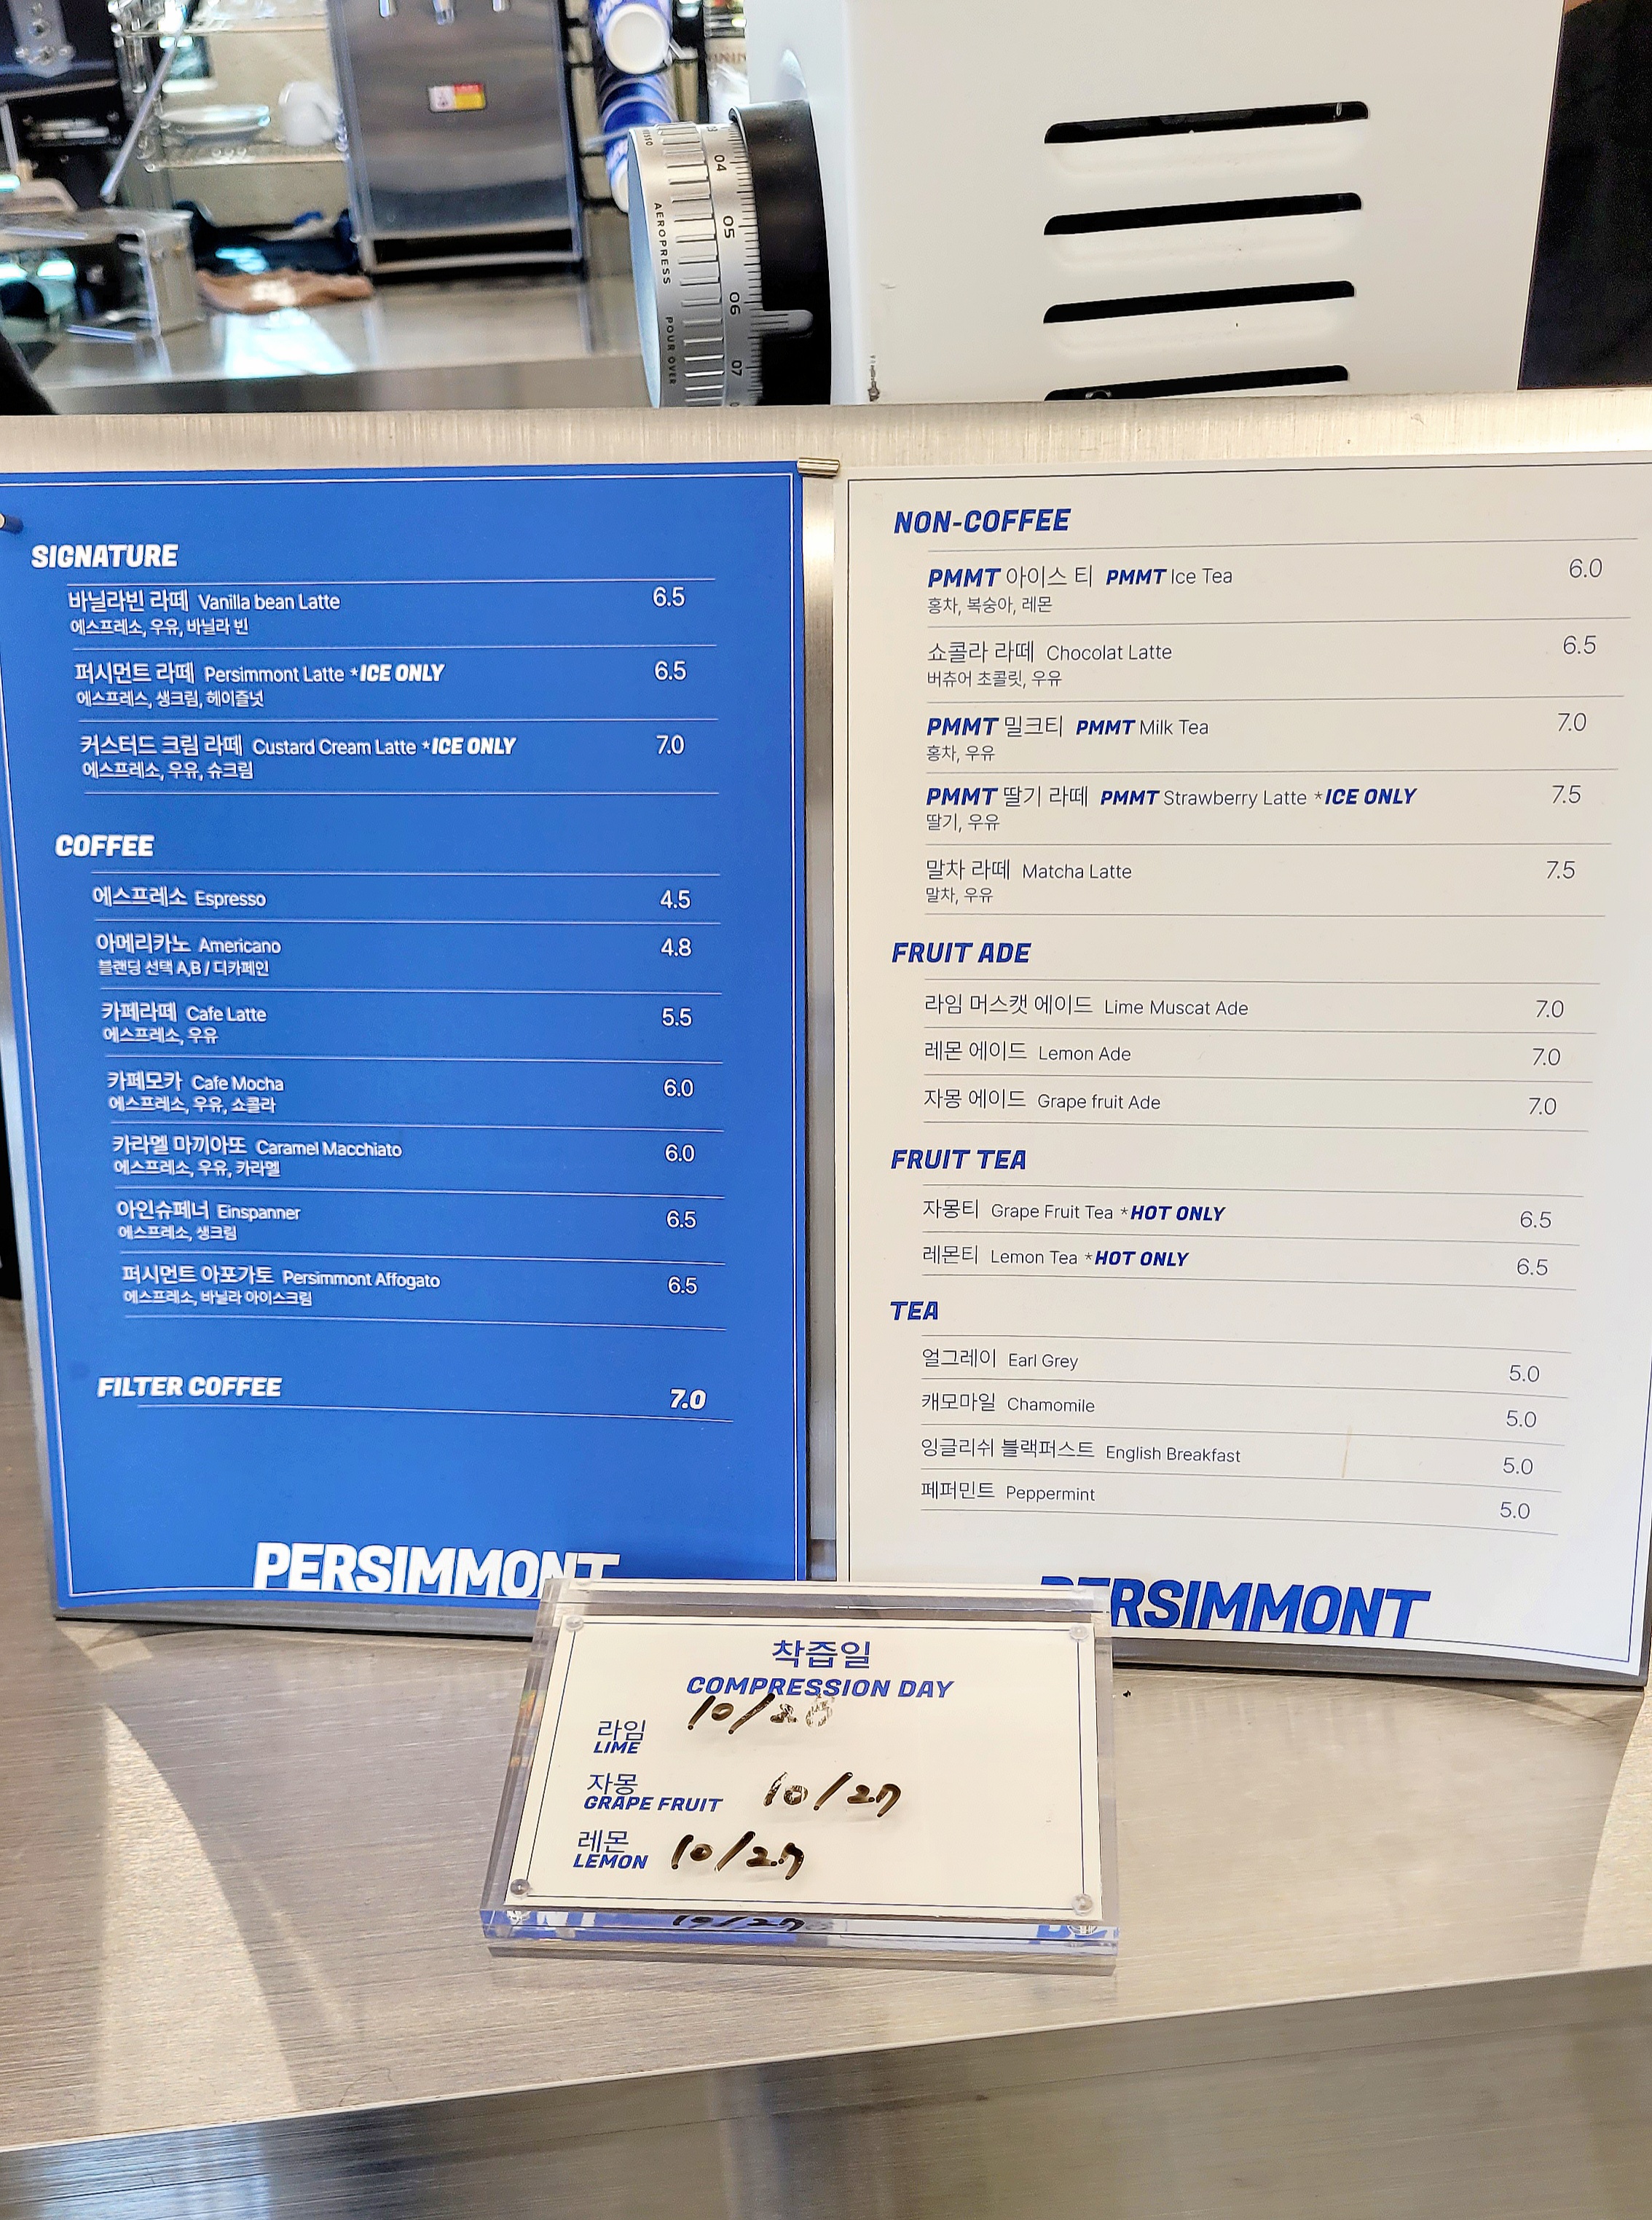 04
05
06
07
AEROPRESS
POUR OVER
SIGNATURE
바닐라빈 라떼 Vanilla bean Latte 6.5
에스프레소, 우유, 바닐라 빈
퍼시먼트 라떼 Persimmont Latte *ICE ONLY 6.5
에스프레스, 생크림, 헤이즐넛
커스터드 크림 라떼 Custard Cream Latte *ICE ONLY 7.0
에스프레소, 우유, 슈크림
COFFEE
에스프레소 Espresso 4.5
아메리카노 Americano 4.8
블랜딩 선택 A,B / 디카페인
카페라떼 Cafe Latte 5.5
에스프레소, 우유
카페모카 Cafe Mocha 6.0
에스프레소, 우유, 쇼콜라
카라멜 마끼아또 Caramel Macchiato 6.0
에스프레소, 우유, 카라멜
아인슈페너 Einspanner 6.5
에스프레소, 생크림
퍼시먼트 아포가토 Persimmont Affogato 6.5
에스프레소, 바닐라 아이스크림
FILTER COFFEE 7.0
PERSIMMONT
NON-COFFEE
PMMT 아이스 티 PMMT Ice Tea 6.0
홍차, 복숭아, 레몬
쇼콜라 라떼 Chocolat Latte 6.5
버츄어 초콜릿, 우유
PMMT 밀크티 PMMT Milk Tea 7.0
홍차, 우유
PMMT 딸기 라떼 PMMT Strawberry Latte *ICE ONLY 7.5
딸기, 우유
말차 라떼 Matcha Latte 7.5
말차, 우유
FRUIT ADE
라임 머스캣 에이드 Lime Muscat Ade 7.0
레몬 에이드 Lemon Ade 7.0
자몽 에이드 Grape fruit Ade 7.0
FRUIT TEA
자몽티 Grape Fruit Tea *HOT ONLY 6.5
레몬티 Lemon Tea *HOT ONLY 6.5
TEA
얼그레이 Earl Grey 5.0
캐모마일 Chamomile 5.0
잉글리쉬 블랙퍼스트 English Breakfast 5.0
페퍼민트 Peppermint 5.0
PERSIMMONT
착즙일
COMPRESSION DAY
라임
LIME
자몽
GRAPE FRUIT 10/27
레몬
LEMON 10/27